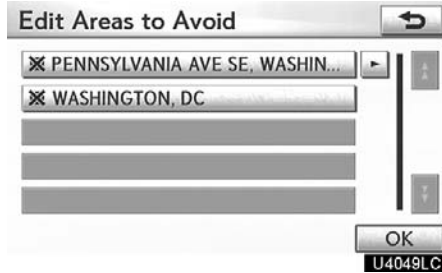 Edit Areas to Avoid
PENNSYLVANIA AVE SE, WASHIN...
WASHINGTON, DC
OK
U4049LC